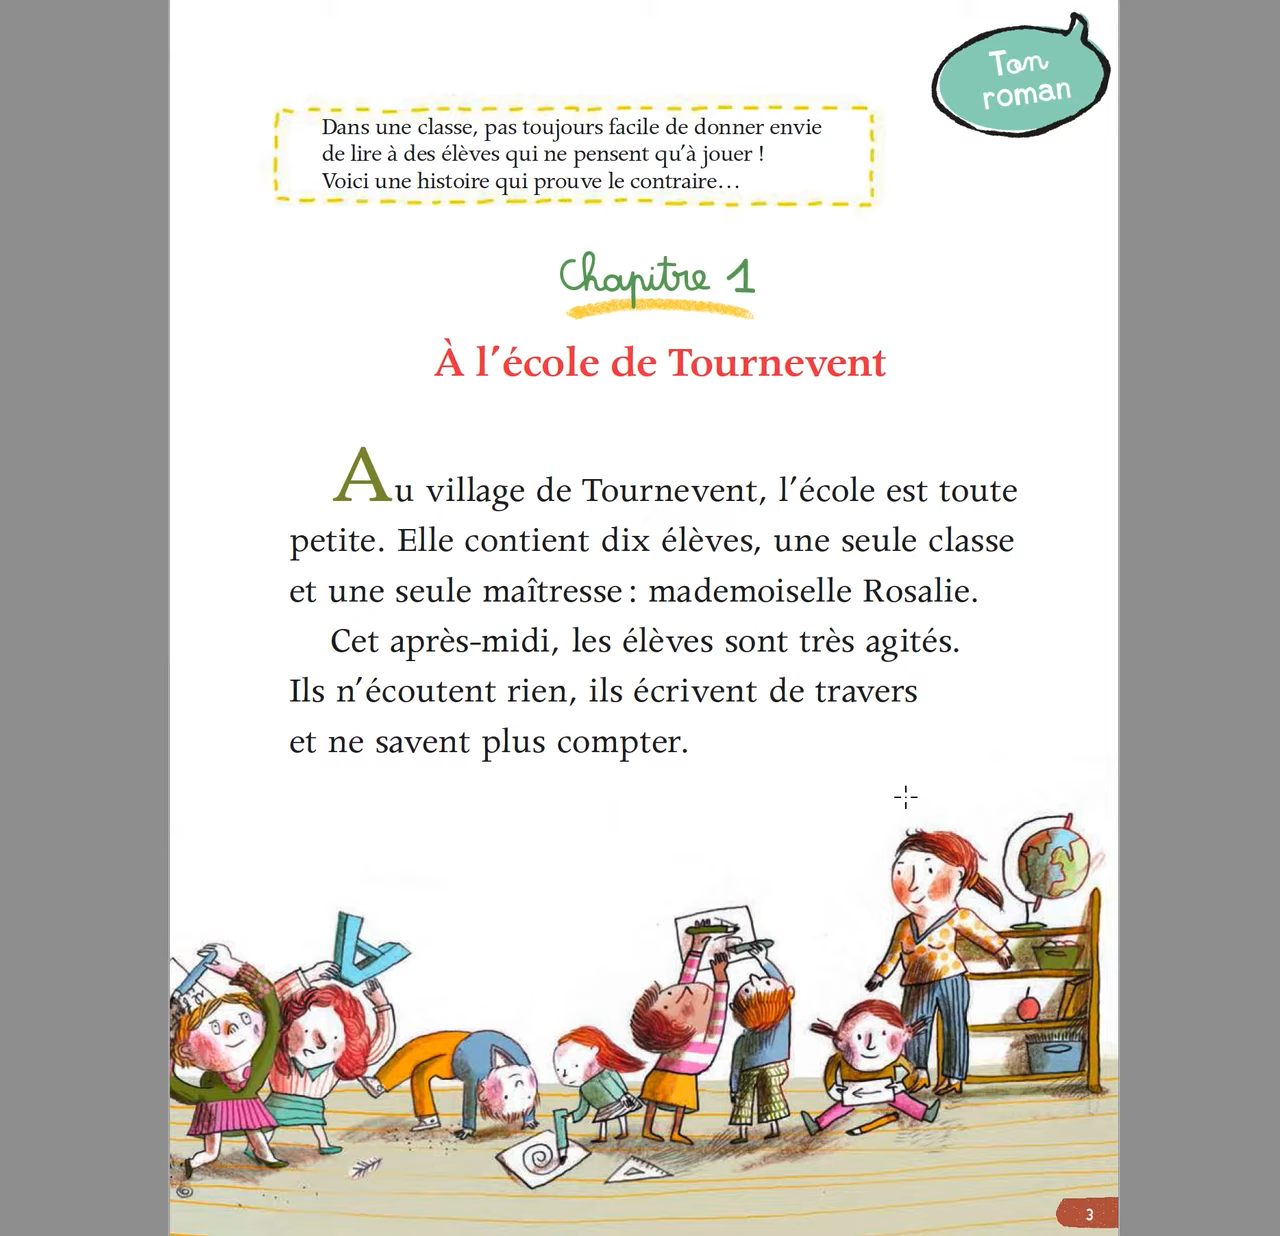 Ton
roman
Dans une classe, pas toujours facile de donner envie
de lire à des élèves qui ne pensent qu'à jouer !
Voici une histoire qui prouve le contraire…
Chapitre 1
À l'école de Tournevent
Au village de Tournevent, l'école est toute
petite. Elle contient dix élèves, une seule classe
et une seule maîtresse : mademoiselle Rosalie.
Cet après-midi, les élèves sont très agités.
Ils n'écoutent rien, ils écrivent de travers
et ne savent plus compter.
©
3